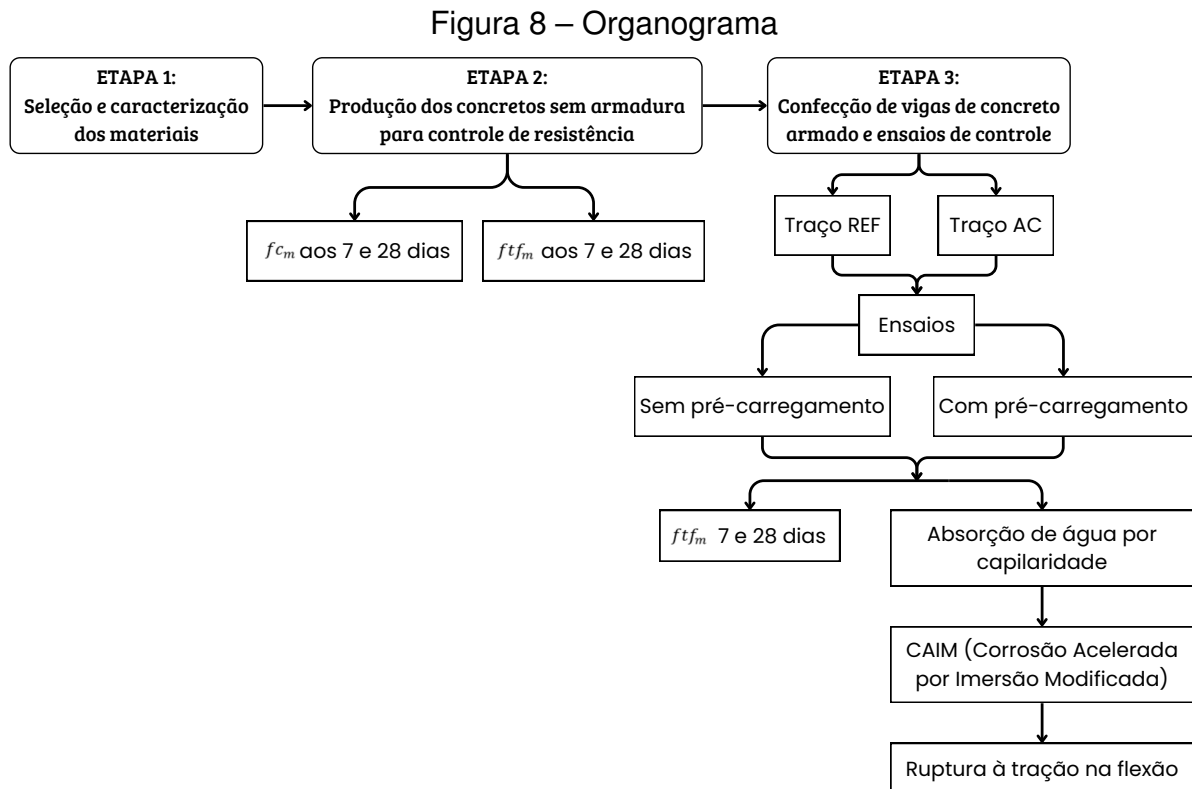 Figura 8 – Organograma
ETAPA 1:
Seleção e caracterização
dos materiais
ETAPA 2:
Produção dos concretos sem armadura
para controle de resistência
ETAPA 3:
Confecção de vigas de concreto
armado e ensaios de controle
fcₘ aos 7 e 28 dias
ftfₘ aos 7 e 28 dias
Traço REF
Traço AC
Ensaios
Sem pré-carregamento
Com pré-carregamento
ftfₘ 7 e 28 dias
Absorção de água por
capilaridade
CAIM (Corrosão Acelerada
por Imersão Modificada)
Ruptura à tração na flexão